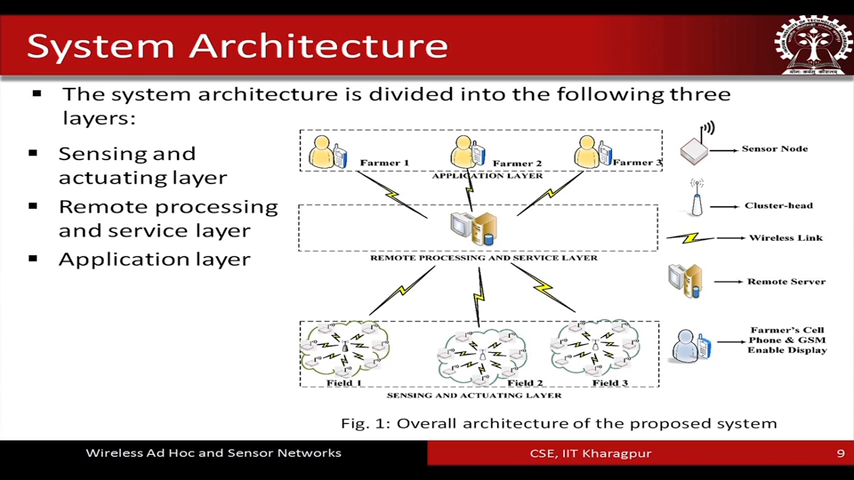 System Architecture
The system architecture is divided into the following three
layers:
Sensing and
actuating layer
Remote processing
and service layer
Application layer
Farmer 1
Farmer 2
Farmer 3
APPLICATION LAYER
REMOTE PROCESSING AND SERVICE LAYER
Field 1
Field 2
Field 3
SENSING AND ACTUATING LAYER
Sensor Node
Cluster-head
Wireless Link
Remote Server
Farmer's Cell
Phone & GSM
Enable Display
Fig. 1: Overall architecture of the proposed system
Wireless Ad Hoc and Sensor Networks
CSE, IIT Kharagpur
9